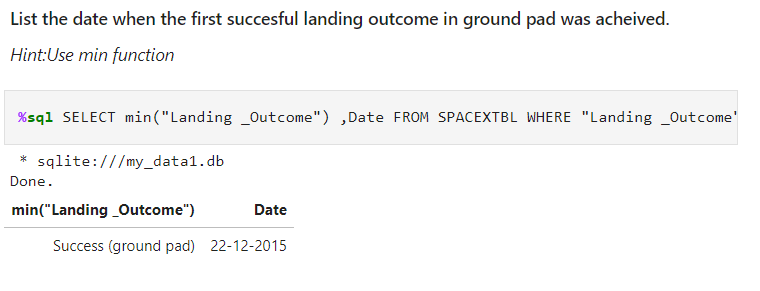 List the date when the first succesful landing outcome in ground pad was acheived.
Hint:Use min function
%sql SELECT min("Landing _Outcome") ,Date FROM SPACEXTBL WHERE "Landing _Outcome"
* sqlite:///my_data1.db
Done.
min("Landing _Outcome") Date
Success (ground pad) 22-12-2015